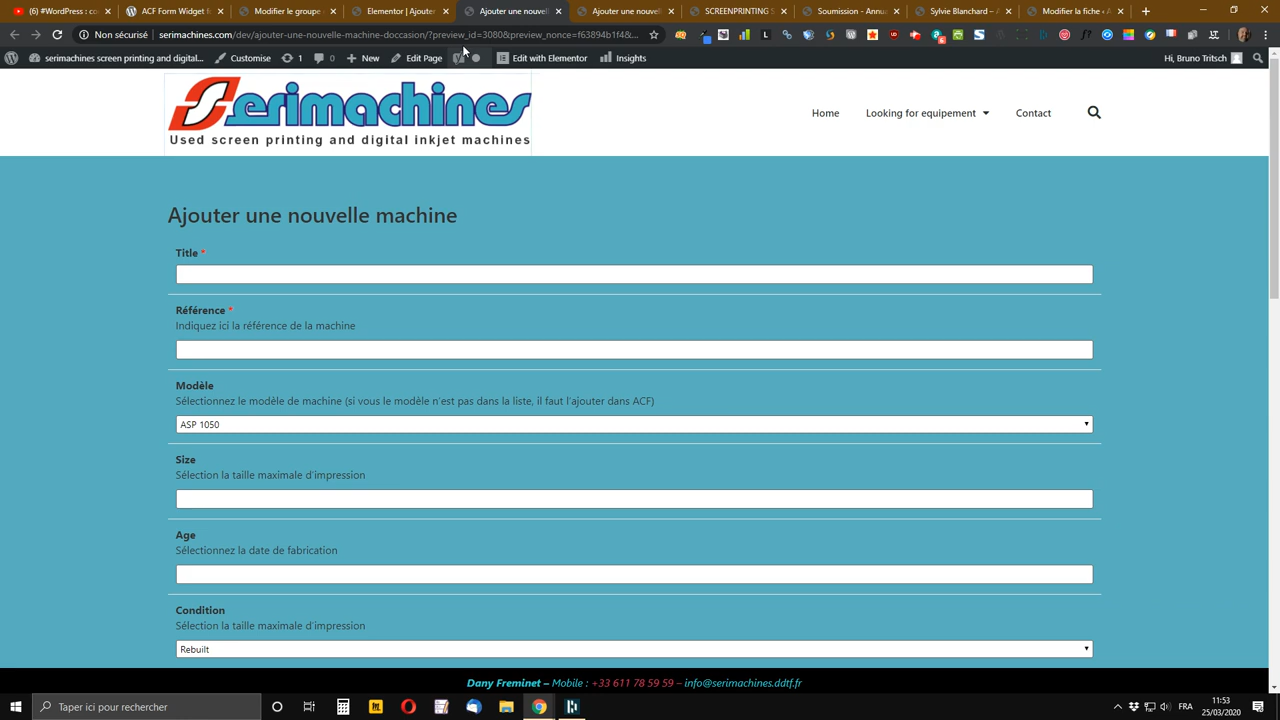 (6) #WordPress : co
ACF Form Widget - D
Modifier l'article
Elementor | Ajouter
Ajouter une nouvelle
Ajouter une nouvelle
SCREENPRINTING S
Soumission - Annu
Sylvie Blanchard - A
Modifier la fiche - A
Non sécurisé | serimachines.com/dev/ajouter-une-nouvelle-machine-doccasion/?preview_id=3080&preview_nonce=f63894b1f4&...
serimachines screen printing and digital...
Customise
1
0
New
Edit Page
Edit with Elementor
Insights
Hi, Bruno Tritsch
Serimachines
Used screen printing and digital inkjet machines
Home
Looking for equipement
Contact
Ajouter une nouvelle machine
Title *
Référence *
Indiquez ici la référence de la machine
Modèle
Sélectionnez le modèle de machine (si vous le modèle n'est pas dans la liste, il faut l'ajouter dans ACF)
ASP 1050
Size
Sélection la taille maximale d'impression
Age
Sélectionnez la date de fabrication
Condition
Sélection la taille maximale d'impression
Rebuilt
Dany Freminet – Mobile : +33 611 78 59 59 – info@serimachines.ddtf.fr
Taper ici pour rechercher
FRA
11:53
25/03/2020